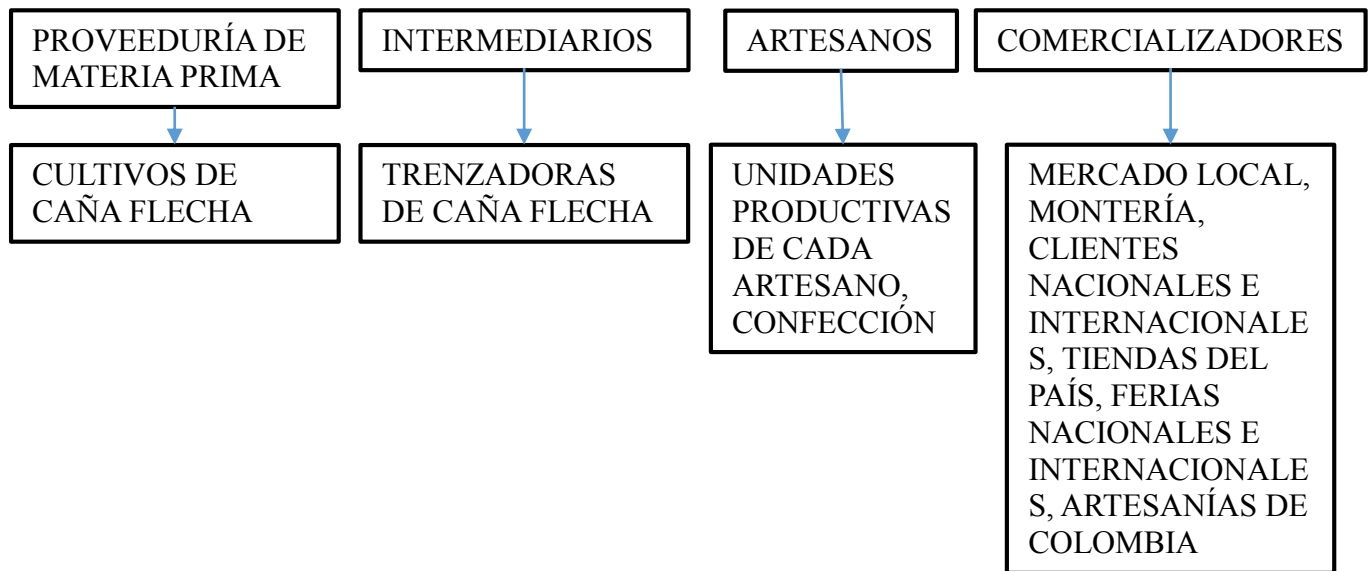 PROVEEDURÍA DE
MATERIA PRIMA
INTERMEDIARIOS
ARTESANOS
COMERCIALIZADORES
CULTIVOS DE
CAÑA FLECHA
TRENZADORAS
DE CAÑA FLECHA
UNIDADES
PRODUCTIVAS
DE CADA
ARTESANO,
CONFECCIÓN
MERCADO LOCAL,
MONTERÍA,
CLIENTES
NACIONALES E
INTERNACIONALE
S, TIENDAS DEL
PAÍS, FERIAS
NACIONALES E
INTERNACIONALE
S, ARTESANÍAS DE
COLOMBIA